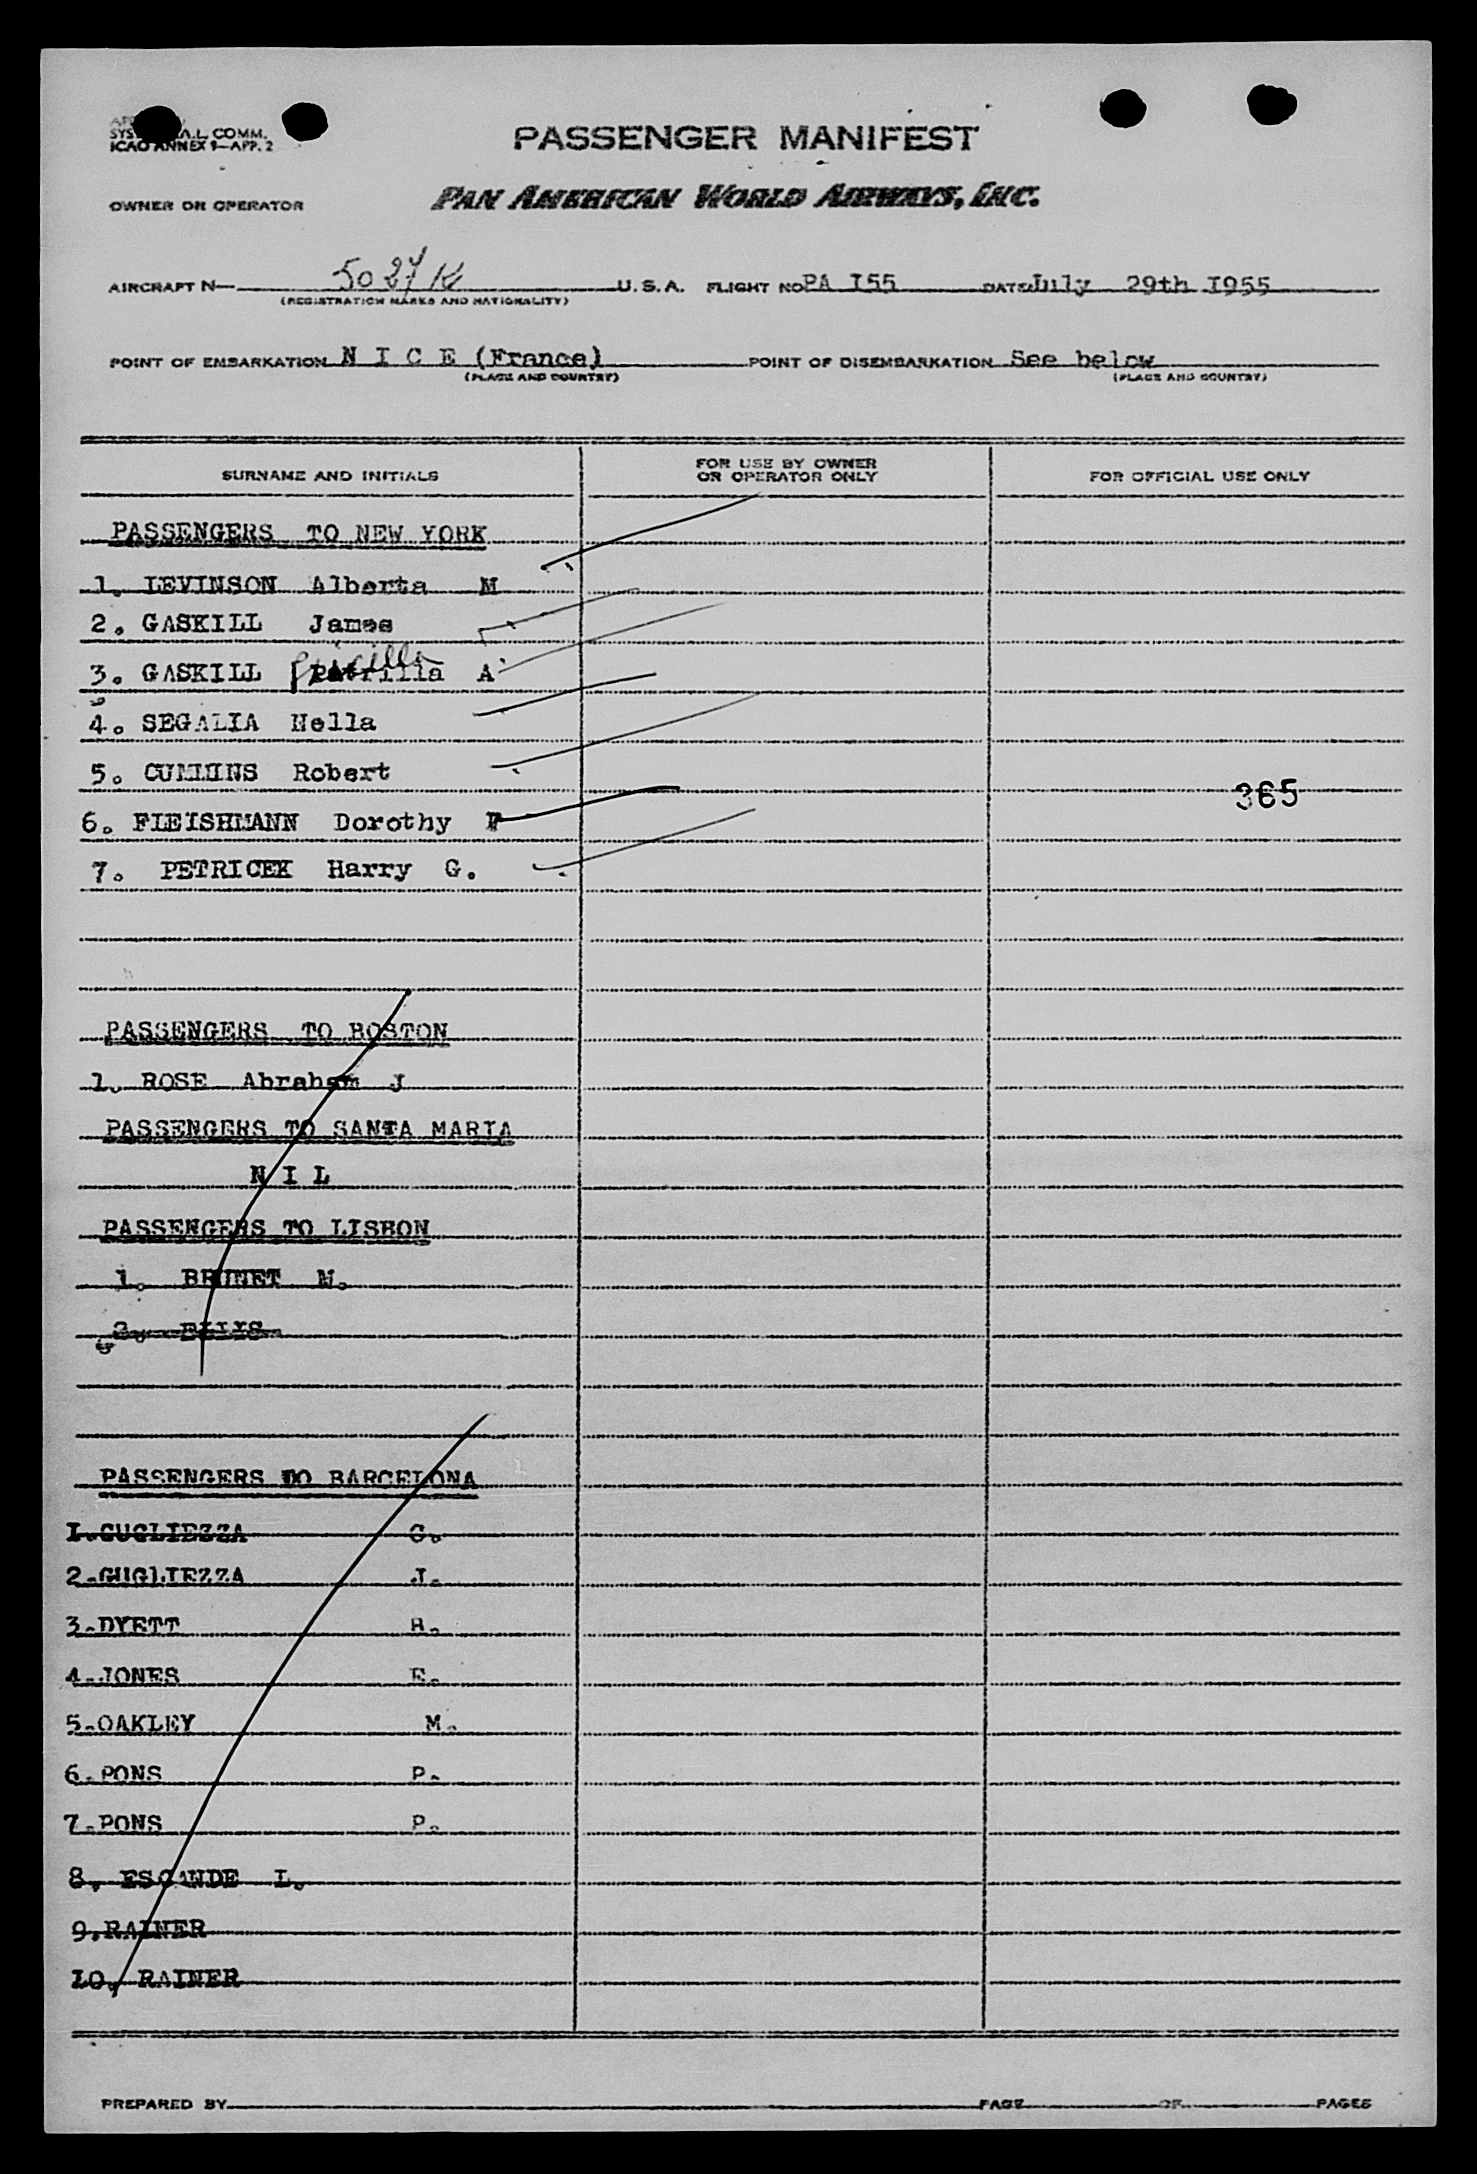 SYS A.L. COMM.
ICAO ANNEX 9—APP. 2
PASSENGER MANIFEST
OWNER OR OPERATOR PAN AMERICAN WORLD AIRWAYS, INC.
AIRCRAFT N— 5027K U.S.A. FLIGHT NO PA I55 DATE July 29th I955
(REGISTRATION MARKS AND NATIONALITY)
POINT OF EMBARKATION N I C E (France) POINT OF DISEMBARKATION See below
(PLACE AND COUNTRY) (PLACE AND COUNTRY)
SURNAME AND INITIALS FOR USE BY OWNER OR OPERATOR ONLY FOR OFFICIAL USE ONLY
PASSENGERS TO NEW YORK
1. LEVINSON Alberta M
2. GASKILL James
3. GASKILL Priscilla A
4. SEGALIA Nella
5. CUMMINS Robert
365
6. FLEISHMANN Dorothy F
7. PETRICEK Harry G.
PASSENGERS TO BOSTON
1. ROSE Abraham J
PASSENGERS TO SANTA MARIA
N I L
PASSENGERS TO LISBON
1. BRUNET M.
2. ELLYS
PASSENGERS TO BARCELONA
I.GUGLIEZZA C.
2.GUGLIEZZA J.
3.DYETT
4.JONES E.
5.OAKLEY M.
6.PONS P.
7.PONS P.
8. ESCANDE L.
9.RAINER
IO. RAINER
PREPARED BY PAGE OF PAGES